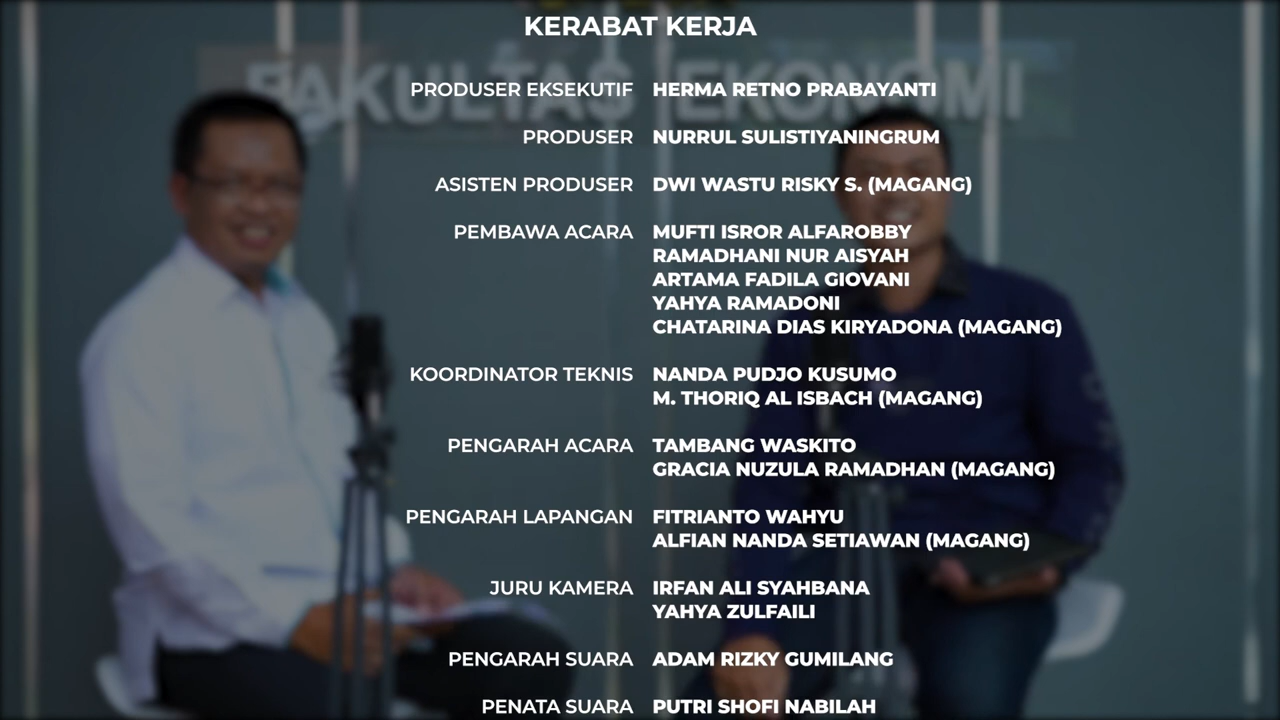 KERABAT KERJA
FAKULTAS EKONOMI
PRODUSER EKSEKUTIF HERMA RETNO PRABAYANTI
PRODUSER NURRUL SULISTIYANINGRUM
ASISTEN PRODUSER DWI WASTU RISKY S. (MAGANG)
PEMBAWA ACARA MUFTI ISROR ALFAROBBY
RAMADHANI NUR AISYAH
ARTAMA FADILA GIOVANI
YAHYA RAMADONI
CHATARINA DIAS KIRYADONA (MAGANG)
KOORDINATOR TEKNIS NANDA PUDJO KUSUMO
M. THORIQ AL ISBACH (MAGANG)
PENGARAH ACARA TAMBANG WASKITO
GRACIA NUZULA RAMADHAN (MAGANG)
PENGARAH LAPANGAN FITRIANTO WAHYU
ALFIAN NANDA SETIAWAN (MAGANG)
JURU KAMERA IRFAN ALI SYAHBANA
YAHYA ZULFAILI
PENGARAH SUARA ADAM RIZKY GUMILANG
PENATA SUARA PUTRI SHOFI NABILAH